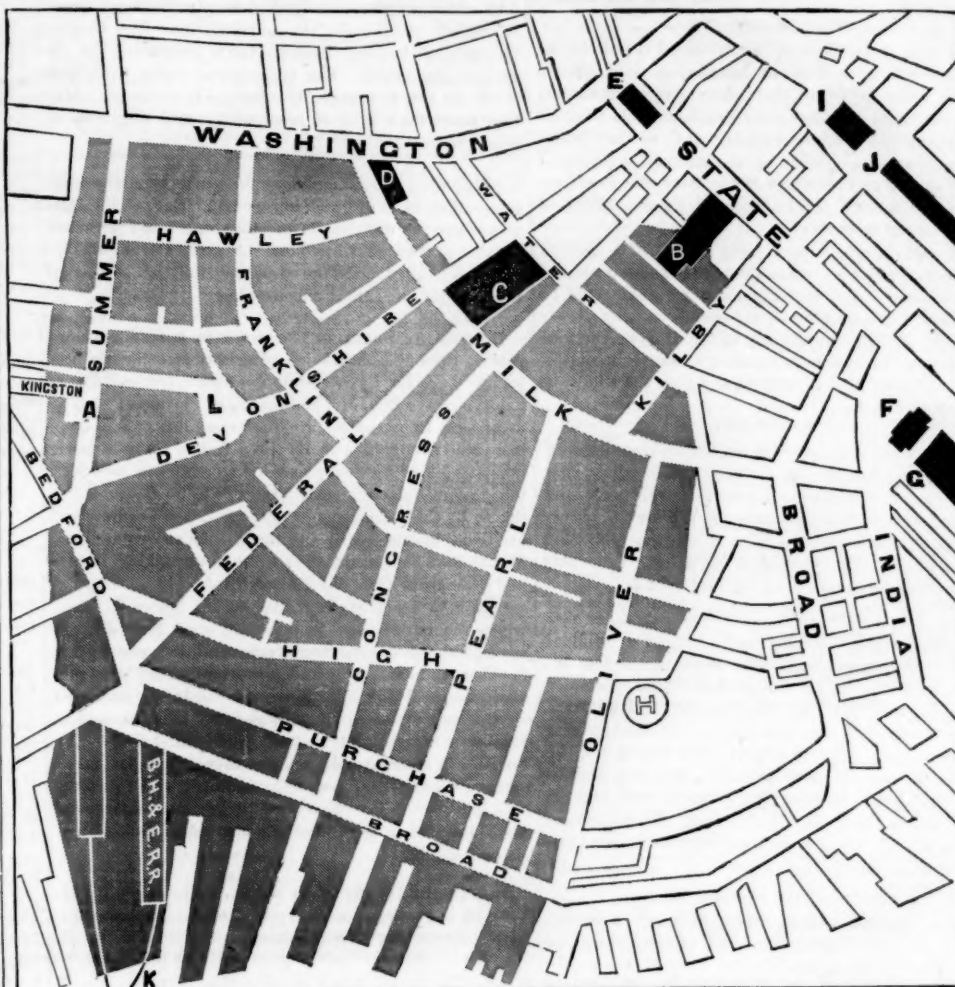 WASHINGTON
E
STATE
I
J
D
WATER
B
HAWLEY
SUMMER
FRANKLIN
C
KILBY
MILK
DEVONSHIRE
KINGSTON
A
L
F
G
BEDFORD
FEDERAL
CONGRESS
PEARL
OLIVER
BROAD
INDIA
HIGH
H
PURCHASE
BROAD
B.H.&E.R.R.
K